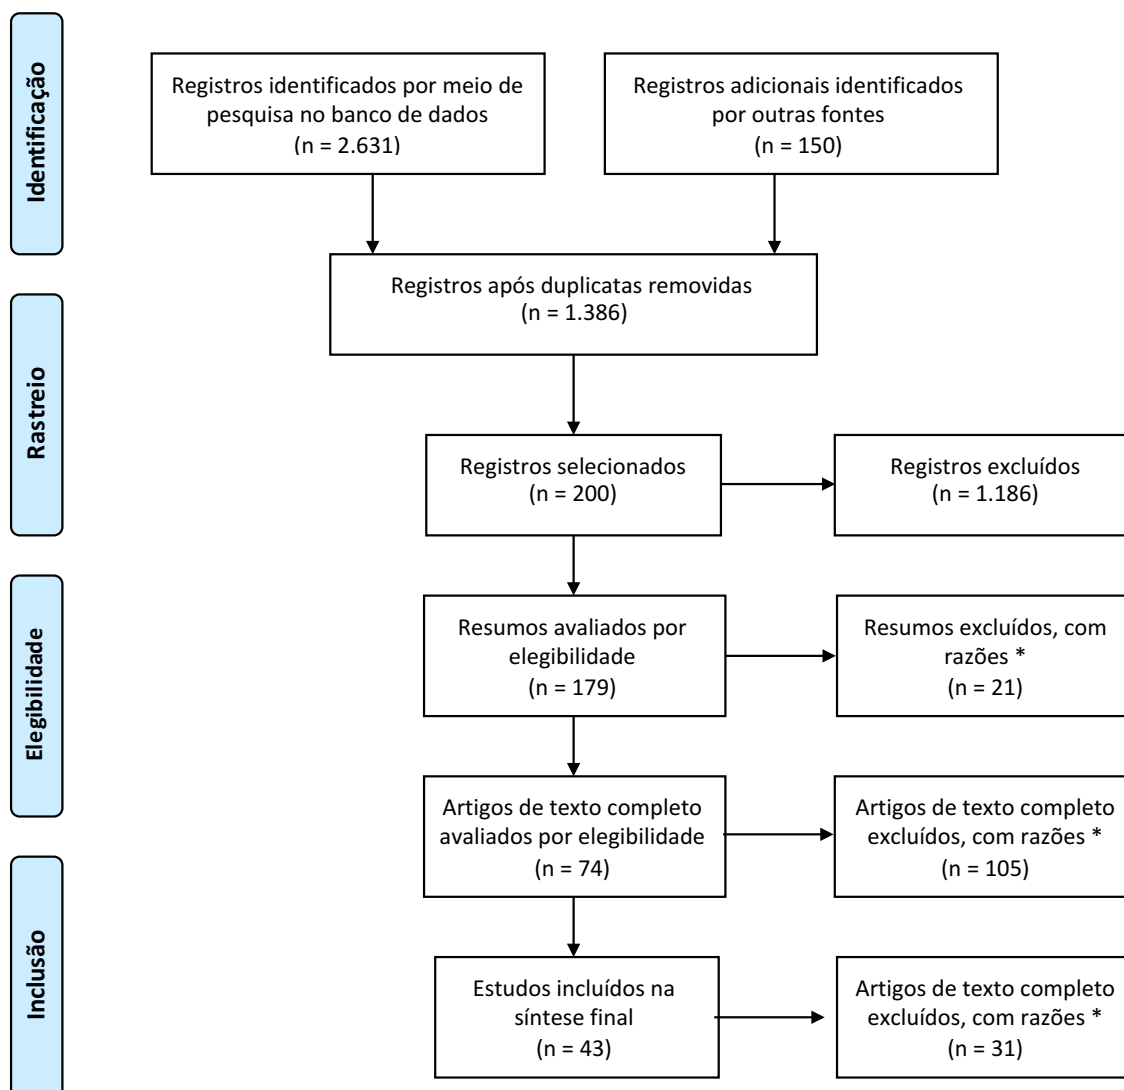 Identificação
Registros identificados por meio de
pesquisa no banco de dados
(n = 2.631)
Registros adicionais identificados
por outras fontes
(n = 150)
Registros após duplicatas removidas
(n = 1.386)
Rastreio
Registros selecionados
(n = 200)
Registros excluídos
(n = 1.186)
Elegibilidade
Resumos avaliados por
elegibilidade
(n = 179)
Resumos excluídos, com
razões *
(n = 21)
Artigos de texto completo
avaliados por elegibilidade
(n = 74)
Artigos de texto completo
excluídos, com razões *
(n = 105)
Inclusão
Estudos incluídos na
síntese final
(n = 43)
Artigos de texto completo
excluídos, com razões *
(n = 31)